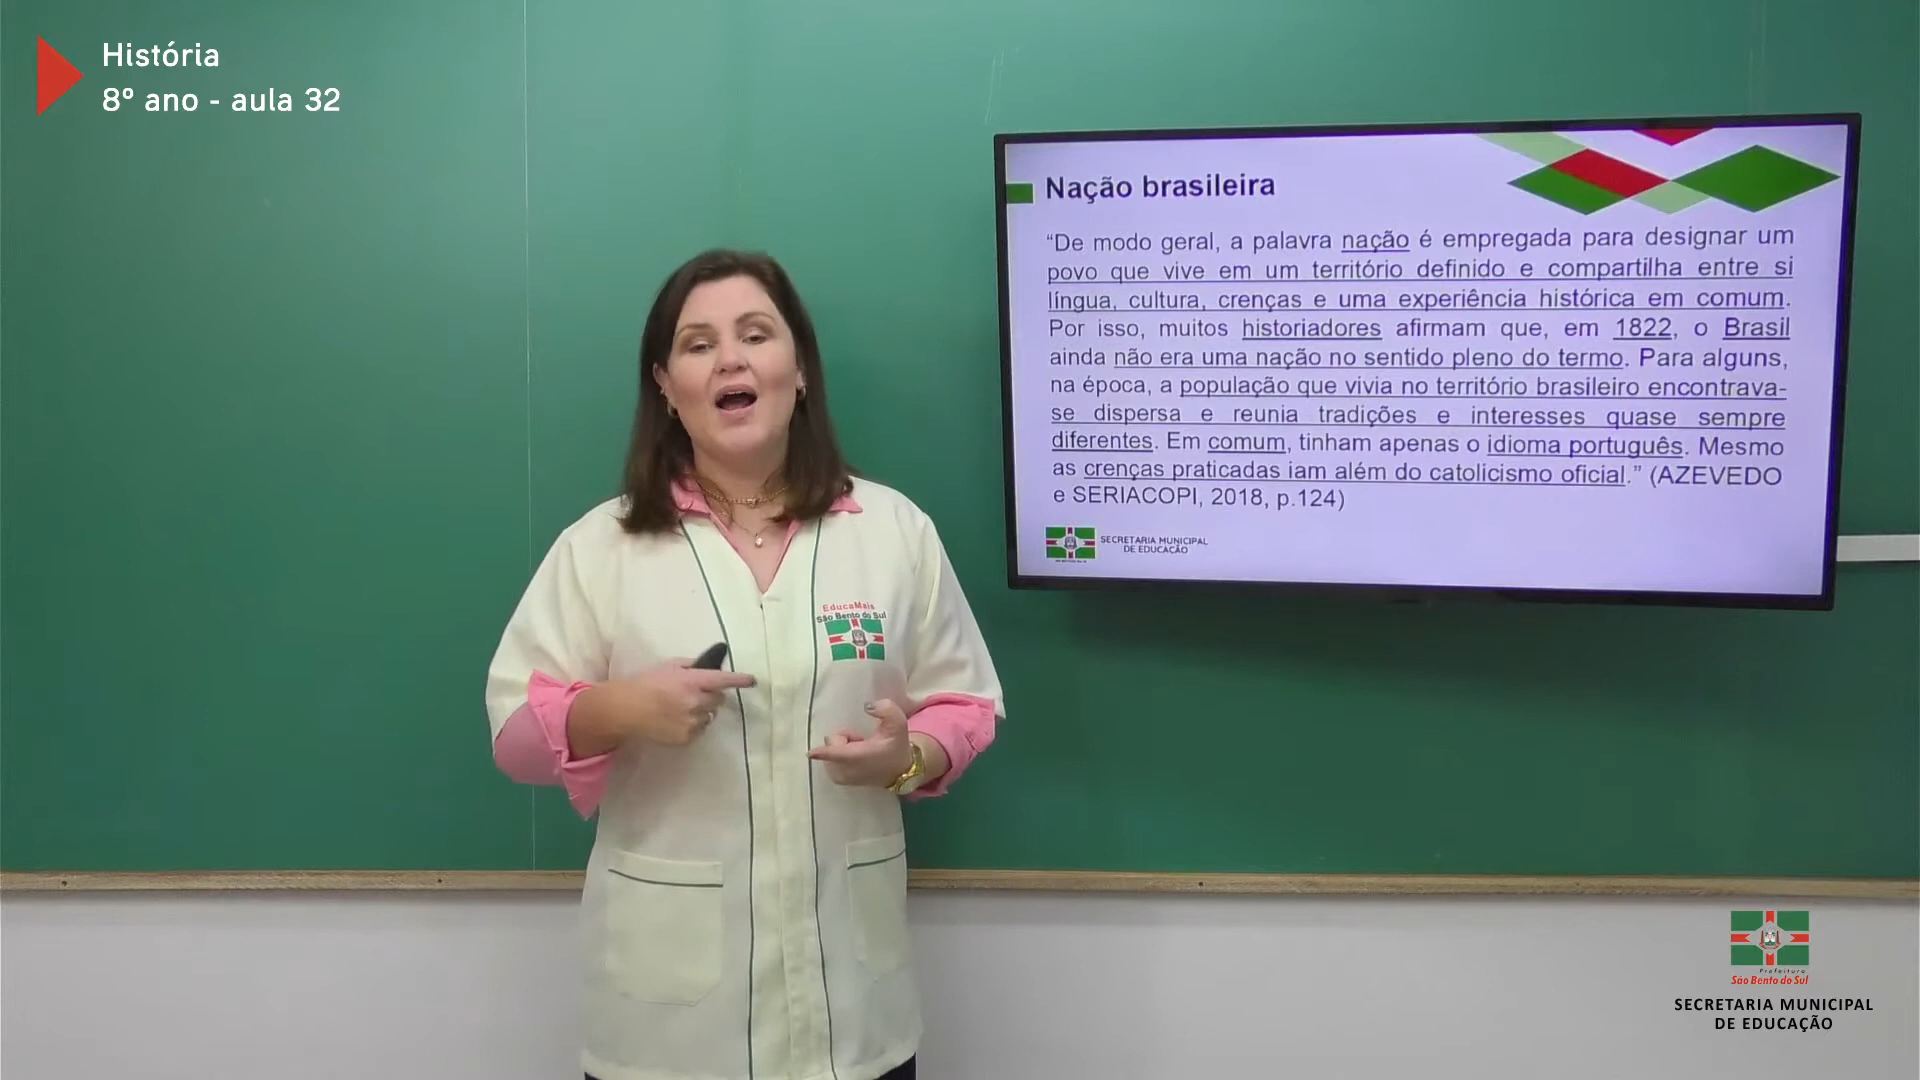 História
8º ano - aula 32
Nação brasileira
“De modo geral, a palavra nação é empregada para designar um
povo que vive em um território definido e compartilha entre si
língua, cultura, crenças e uma experiência histórica em comum.
Por isso, muitos historiadores afirmam que, em 1822, o Brasil
ainda não era uma nação no sentido pleno do termo. Para alguns,
na época, a população que vivia no território brasileiro encontrava-
se dispersa e reunia tradições e interesses quase sempre
diferentes. Em comum, tinham apenas o idioma português. Mesmo
as crenças praticadas iam além do catolicismo oficial.” (AZEVEDO
e SERIACOPI, 2018, p.124)
SECRETARIA MUNICIPAL
DE EDUCAÇÃO
EducaMais
São Bento do Sul
Prefeitura
São Bento do Sul
SECRETARIA MUNICIPAL
DE EDUCAÇÃO